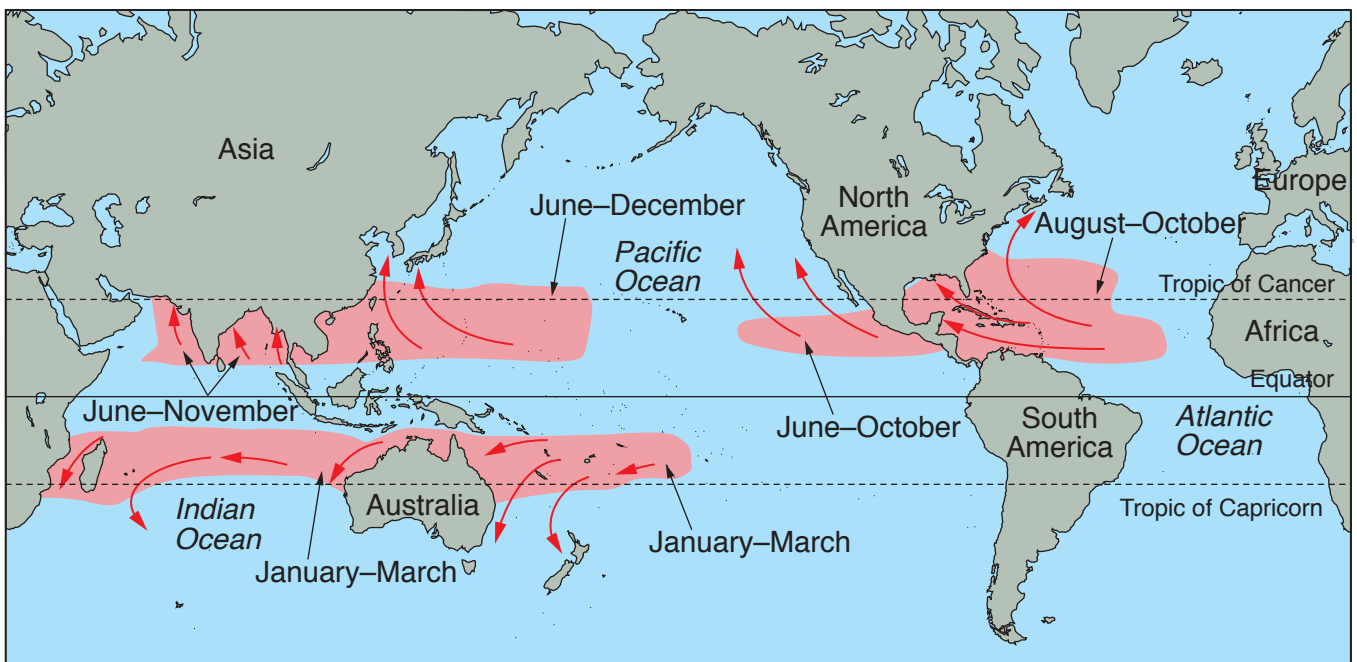 Asia
North
America
Europe
June–December
August–October
Pacific
Ocean
Tropic of Cancer
Africa
Equator
June–November
June–October
South
America
Atlantic
Ocean
Indian
Ocean
Australia
Tropic of Capricorn
January–March
January–March